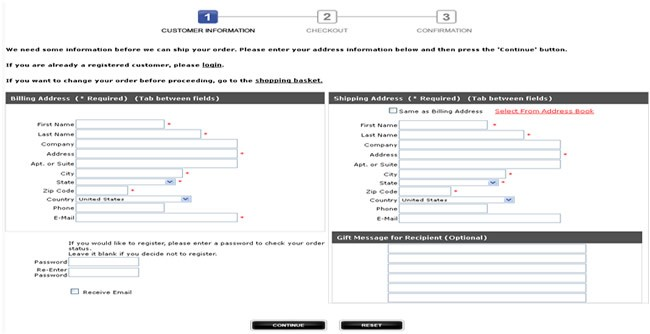 1 2 3
CUSTOMER INFORMATION CHECKOUT CONFIRMATION
We need some information before we can ship your order. Please enter your address information below and then press the 'Continue' button.
If you are already a registered customer, please login.
If you want to change your order before proceeding, go to the shopping basket.
Billing Address (* Required) (Tab between fields)
First Name *
Last Name *
Company
Address *
Apt. or Suite
City *
State *
Zip Code *
Country United States
Phone
E-Mail *
If you would like to register, please enter a password to check your order
status.
Leave it blank if you decide not to register.
Password
Re-Enter
Password
Receive Email
Shipping Address (* Required) (Tab between fields)
Same as Billing Address Select From Address Book
First Name *
Last Name *
Company
Address *
Apt. or Suite
City *
State *
Zip Code *
Country United States
Phone
E-Mail
Gift Message for Recipient (Optional)
CONTINUE RESET